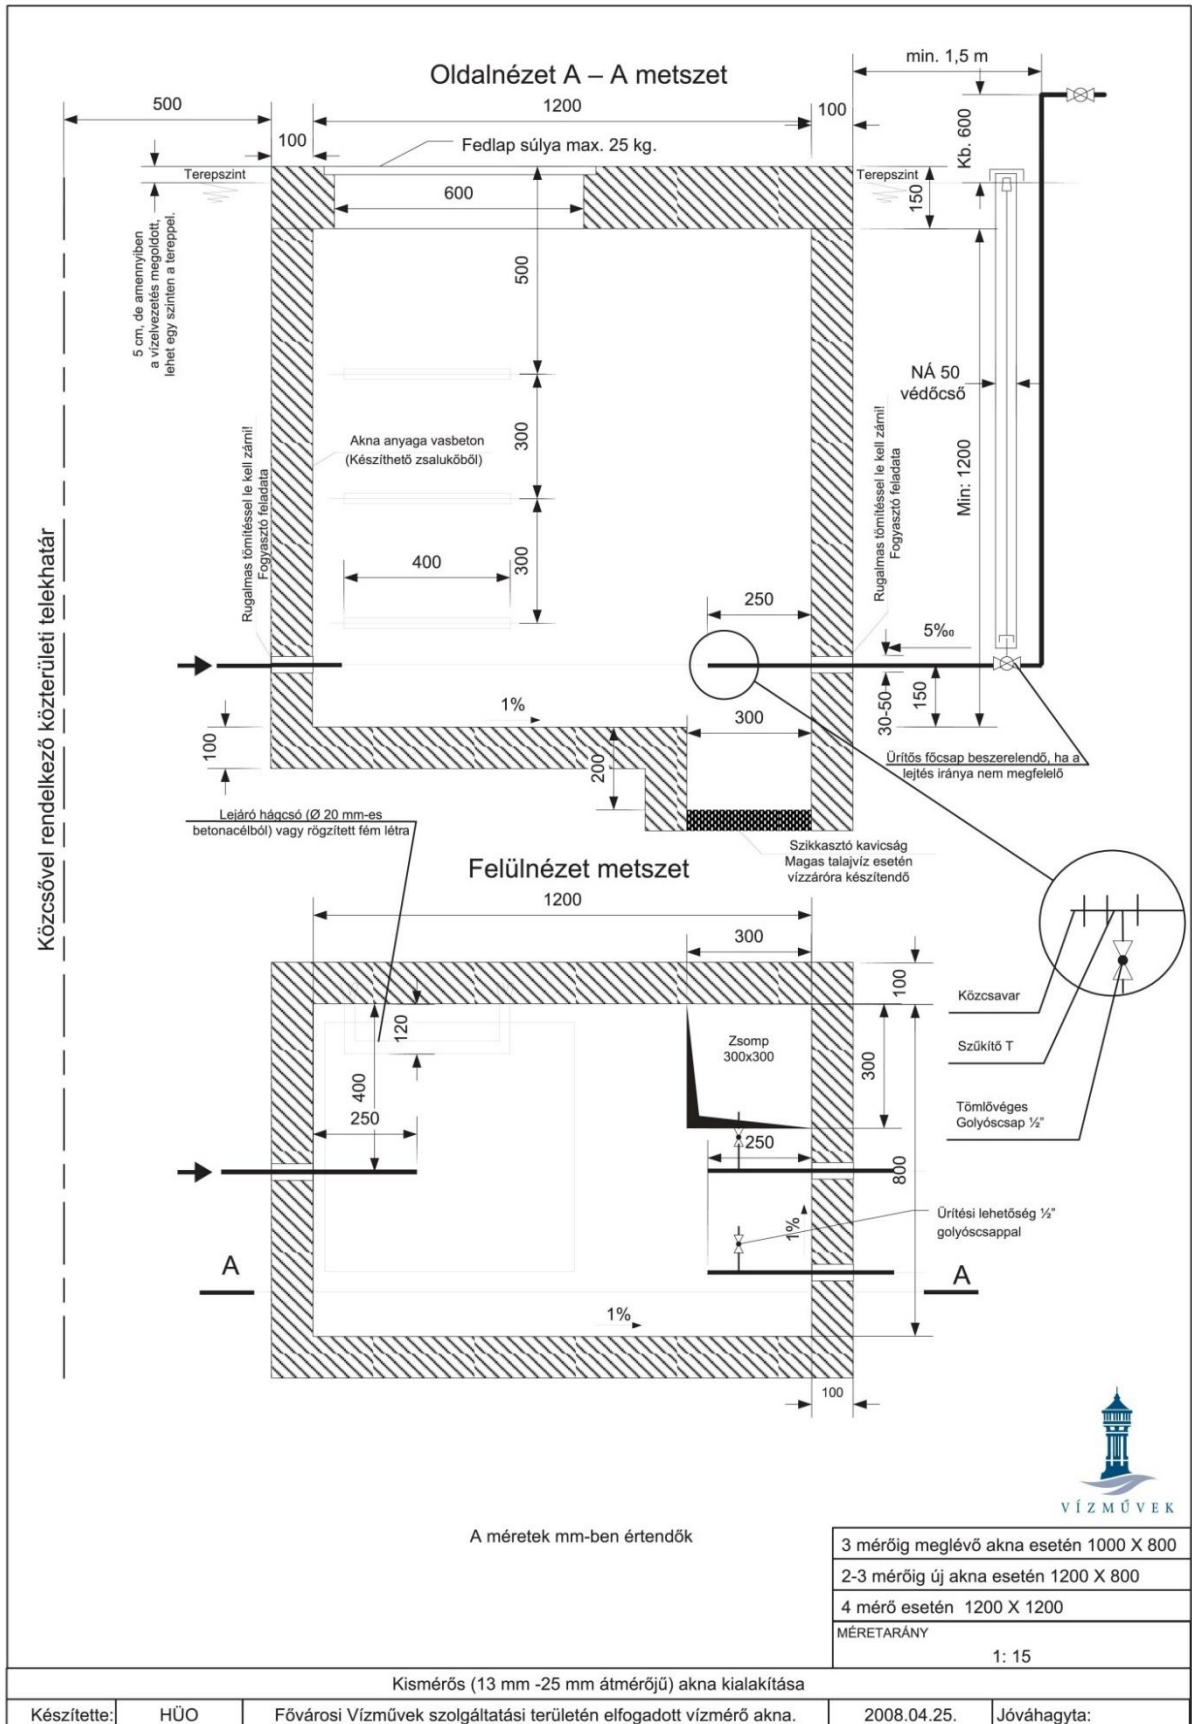 Oldalnézet A – A metszet
min. 1,5 m
500
1200
100
100
Fedlap súlya max. 25 kg.
Kb. 600
Terepszint
Terepszint
600
150
5 cm, de amennyiben
a vízelvezetés megoldott,
lehet egy szinten a tereppel.
500
NÁ 50
védőcső
Rugalmas tömítéssel le kell zárni!
Fogyasztó feladata
Akna anyaga vasbeton
(Készíthető zsalukőből)
300
Rugalmas tömítéssel le kell zárni!
Fogyasztó feladata
Min: 1200
Közcsővel rendelkező közterületi telekhatár
400
300
250
5‰
1%
300
30-50
150
100
200
Ürítős főcsap beszerelendő, ha a
lejtés iránya nem megfelelő
Lejáró hágcsó (Ø 20 mm-es
betonacélból) vagy rögzített fém létra
Szikkasztó kavicság
Magas talajvíz esetén
vízzáróra készítendő
Felülnézet metszet
1200
300
100
Közcsavar
120
Zsomp
300x300
300
Szűkítő T
400
250
250
Tömlővéges
Golyóscsap ½"
800
Ürítési lehetőség ½"
golyóscsappal
1%
A
A
1%
100
VÍZMŰVEK
A méretek mm-ben értendők
3 mérőig meglévő akna esetén 1000 X 800
2-3 mérőig új akna esetén 1200 X 800
4 mérő esetén 1200 X 1200
MÉRETARÁNY
1: 15
Kismérős (13 mm -25 mm átmérőjű) akna kialakítása
Készítette: HÜO Fővárosi Vízművek szolgáltatási területén elfogadott vízmérő akna. 2008.04.25. Jóváhagyta: